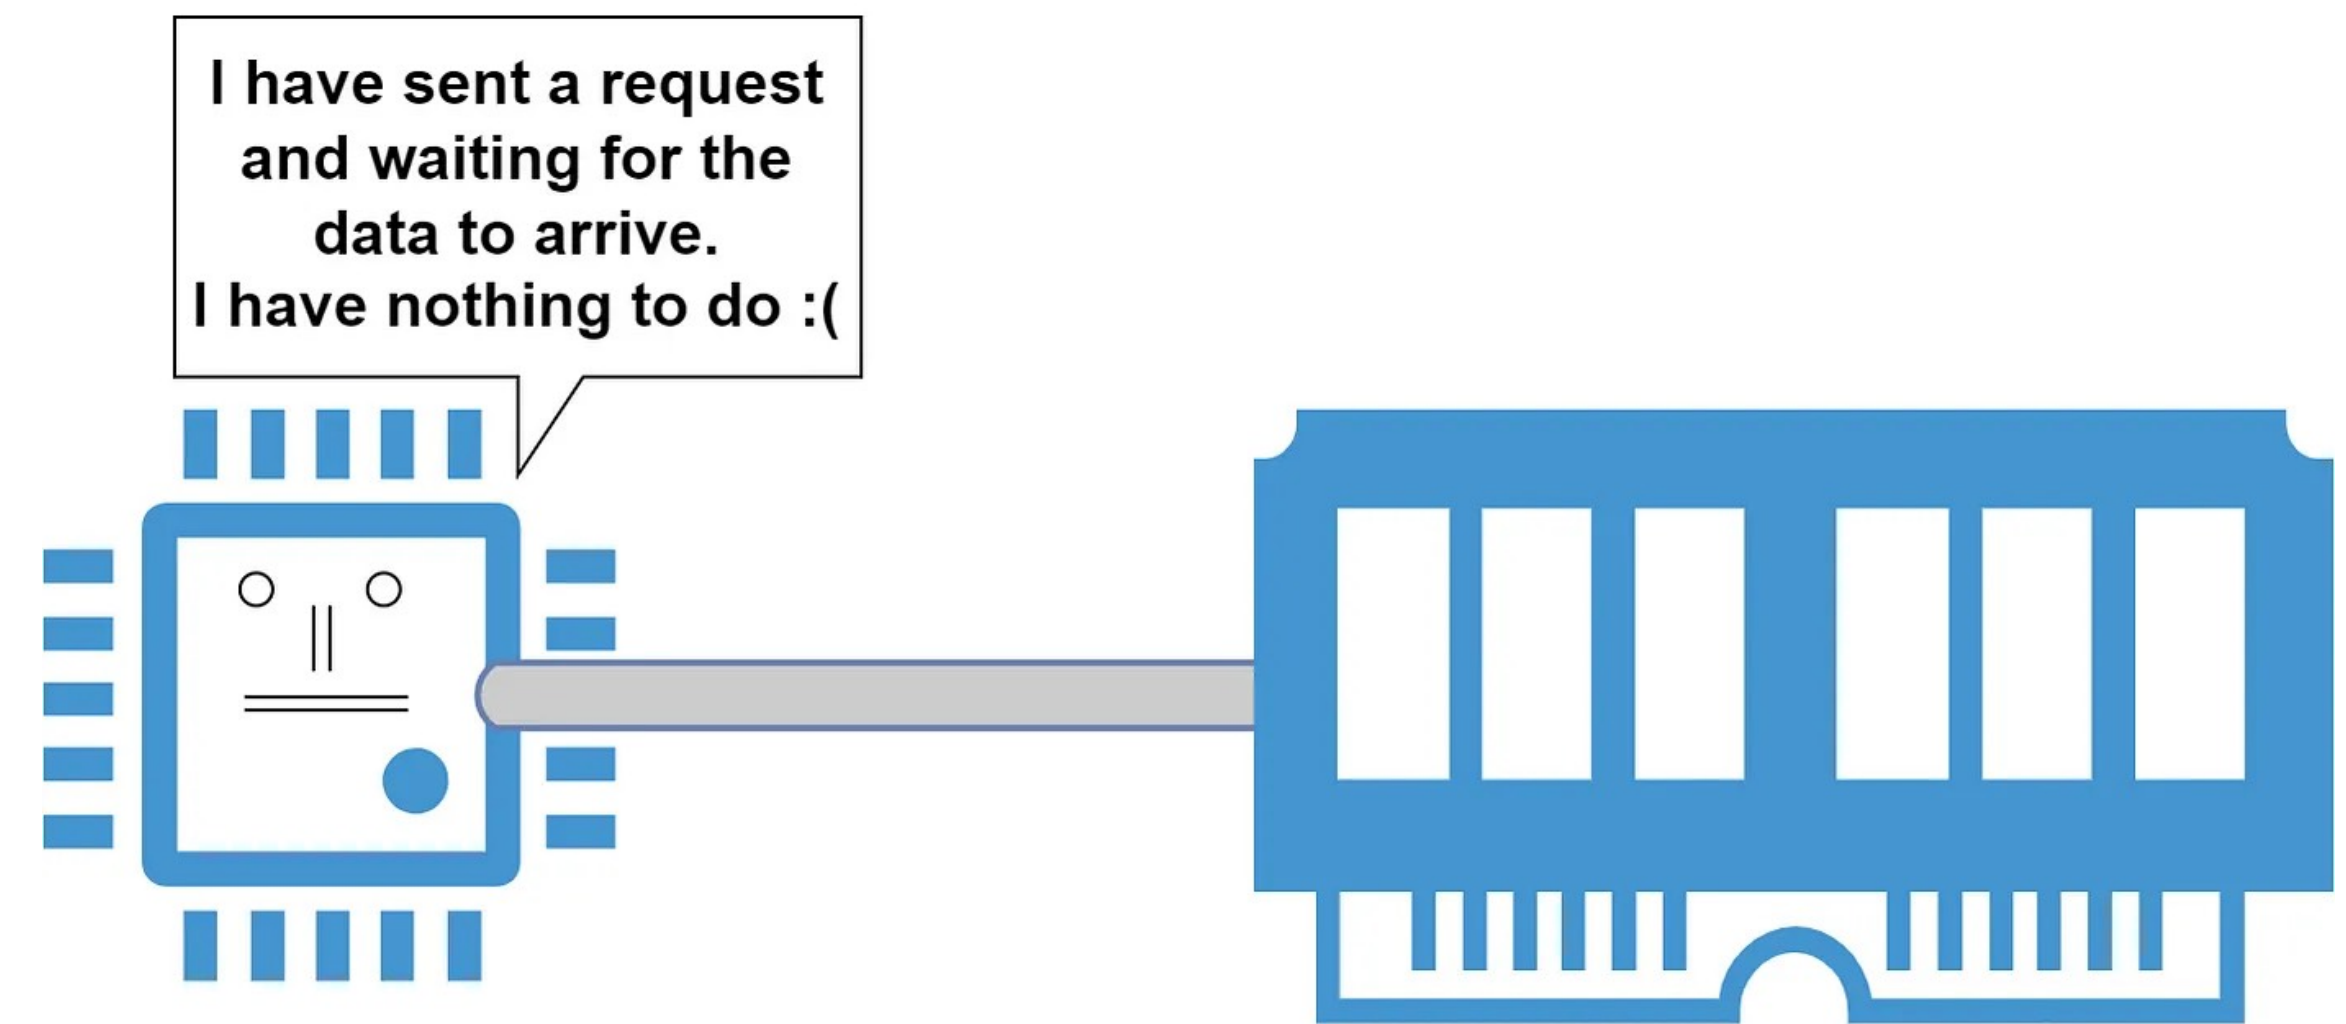 I have sent a request
and waiting for the
data to arrive.
I have nothing to do :(